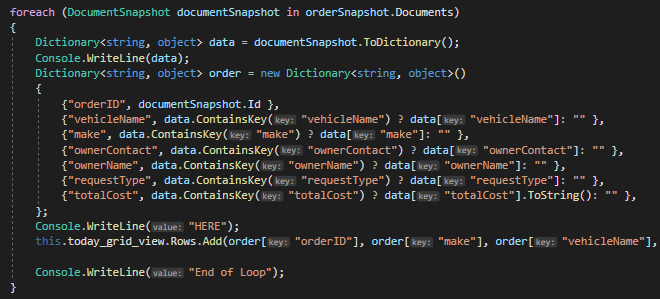 foreach (DocumentSnapshot documentSnapshot in orderSnapshot.Documents)
{
Dictionary<string, object> data = documentSnapshot.ToDictionary();
Console.WriteLine(data);
Dictionary<string, object> order = new Dictionary<string, object>()
{
{"orderID", documentSnapshot.Id },
{"vehicleName", data.ContainsKey(key: "vehicleName") ? data[key: "vehicleName"]: "" },
{"make", data.ContainsKey(key: "make") ? data[key: "make"]: "" },
{"ownerContact", data.ContainsKey(key: "ownerContact") ? data[key: "ownerContact"]: "" },
{"ownerName", data.ContainsKey(key: "ownerName") ? data[key: "ownerName"]: "" },
{"requestType", data.ContainsKey(key: "requestType") ? data[key: "requestType"]: "" },
{"totalCost", data.ContainsKey(key: "totalCost") ? data[key: "totalCost"].ToString(): "" },
};
Console.WriteLine(value: "HERE");
this.today_grid_view.Rows.Add(order[key: "orderID"], order[key: "make"], order[key: "vehicleName"],
Console.WriteLine(value: "End of Loop");
}